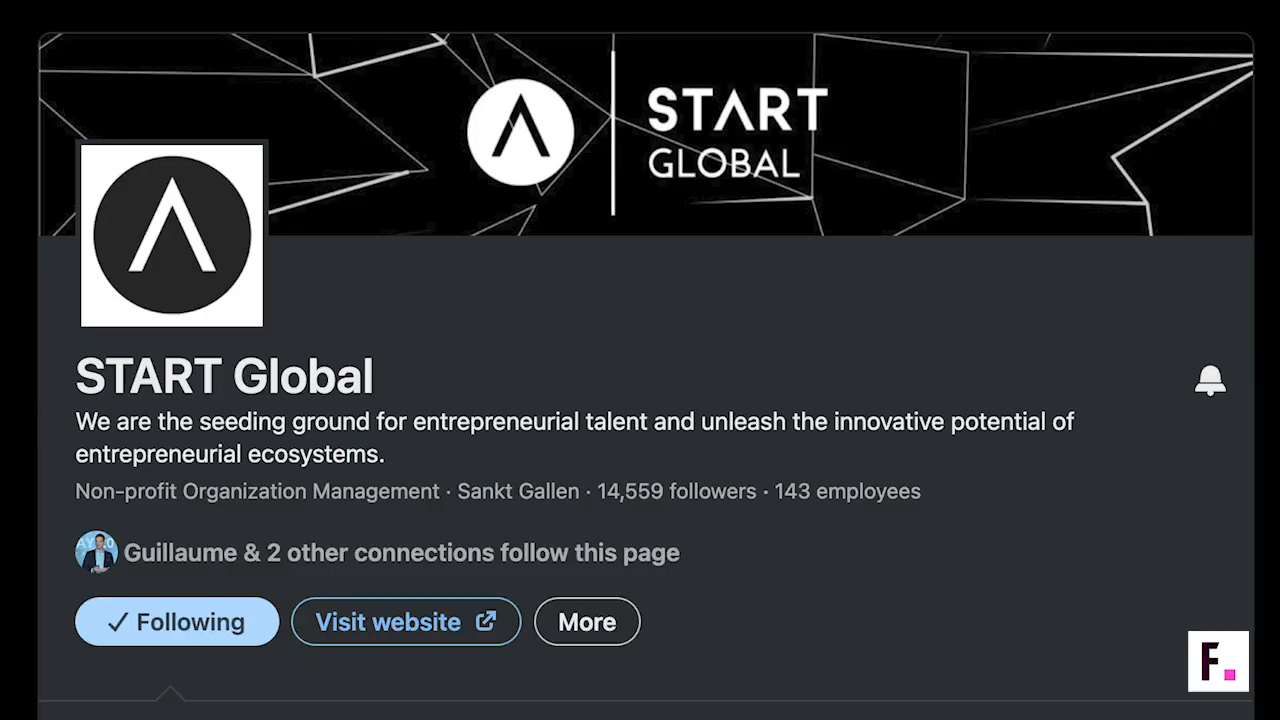 START
GLOBAL
START Global
We are the seeding ground for entrepreneurial talent and unleash the innovative potential of
entrepreneurial ecosystems.
Non-profit Organization Management · Sankt Gallen · 14,559 followers · 143 employees
AY
Guillaume & 2 other connections follow this page
✓ Following
Visit website
More
F.